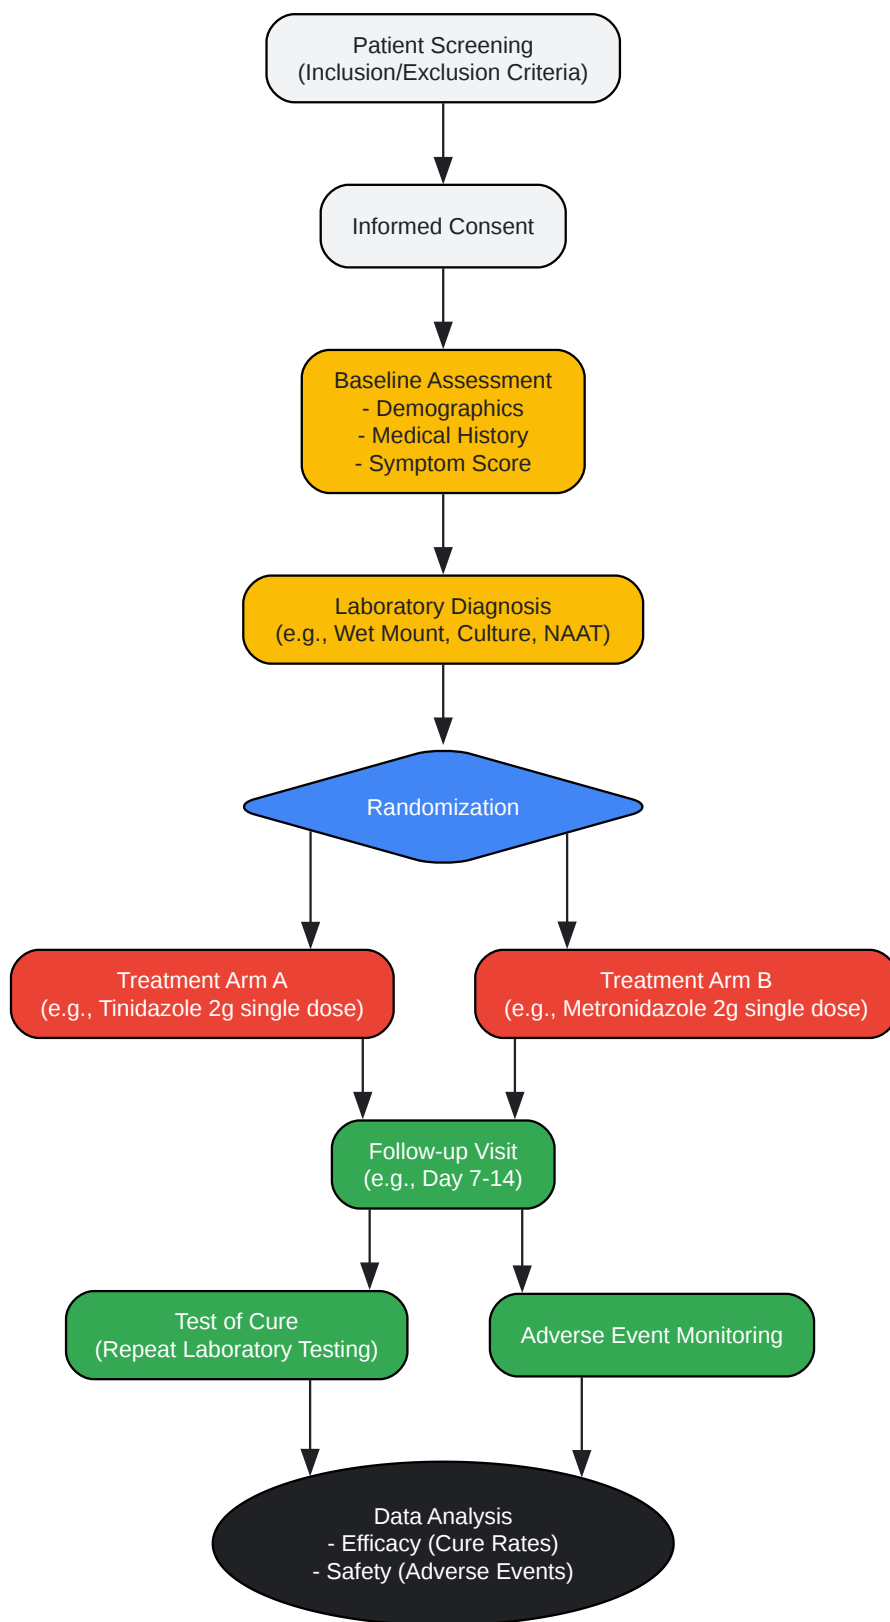 Patient Screening
(Inclusion/Exclusion Criteria)
Informed Consent
Baseline Assessment
- Demographics
- Medical History
- Symptom Score
Laboratory Diagnosis
(e.g., Wet Mount, Culture, NAAT)
Randomization
Treatment Arm A
(e.g., Tinidazole 2g single dose)
Treatment Arm B
(e.g., Metronidazole 2g single dose)
Follow-up Visit
(e.g., Day 7-14)
Test of Cure
(Repeat Laboratory Testing)
Adverse Event Monitoring
Data Analysis
- Efficacy (Cure Rates)
- Safety (Adverse Events)